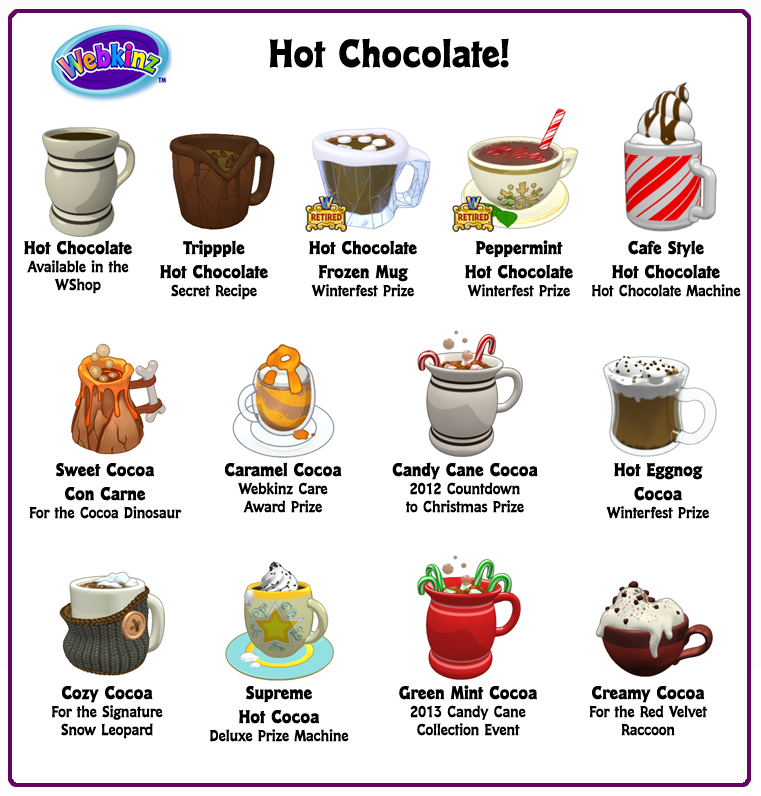 Webkinz™
Hot Chocolate!
RETIRED
RETIRED
Hot Chocolate
Available in the
WShop
Trippple
Hot Chocolate
Secret Recipe
Hot Chocolate
Frozen Mug
Winterfest Prize
Peppermint
Hot Chocolate
Winterfest Prize
Cafe Style
Hot Chocolate
Hot Chocolate Machine
Sweet Cocoa
Con Carne
For the Cocoa Dinosaur
Caramel Cocoa
Webkinz Care
Award Prize
Candy Cane Cocoa
2012 Countdown
to Christmas Prize
Hot Eggnog
Cocoa
Winterfest Prize
Cozy Cocoa
For the Signature
Snow Leopard
Supreme
Hot Cocoa
Deluxe Prize Machine
Green Mint Cocoa
2013 Candy Cane
Collection Event
Creamy Cocoa
For the Red Velvet
Raccoon